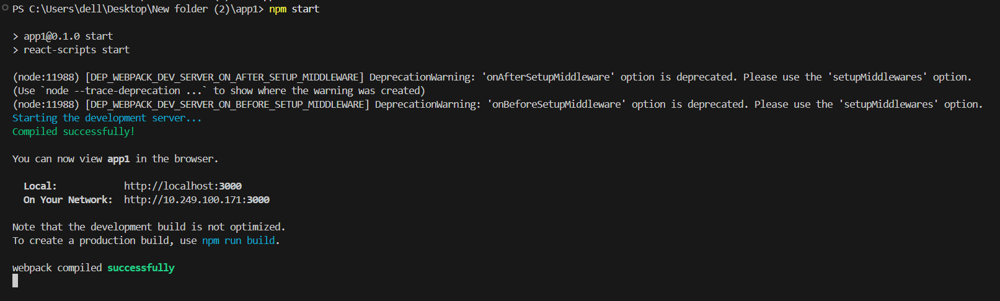 PS C:\Users\dell\Desktop\New folder (2)\app1> npm start
> app1@0.1.0 start
> react-scripts start
(node:11988) [DEP_WEBPACK_DEV_SERVER_ON_AFTER_SETUP_MIDDLEWARE] DeprecationWarning: 'onAfterSetupMiddleware' option is deprecated. Please use the 'setupMiddlewares' option.
(Use `node --trace-deprecation ...` to show where the warning was created)
(node:11988) [DEP_WEBPACK_DEV_SERVER_ON_BEFORE_SETUP_MIDDLEWARE] DeprecationWarning: 'onBeforeSetupMiddleware' option is deprecated. Please use the 'setupMiddlewares' option.
Starting the development server...
Compiled successfully!
You can now view app1 in the browser.
Local: http://localhost:3000
On Your Network: http://10.249.100.171:3000
Note that the development build is not optimized.
To create a production build, use npm run build.
webpack compiled successfully